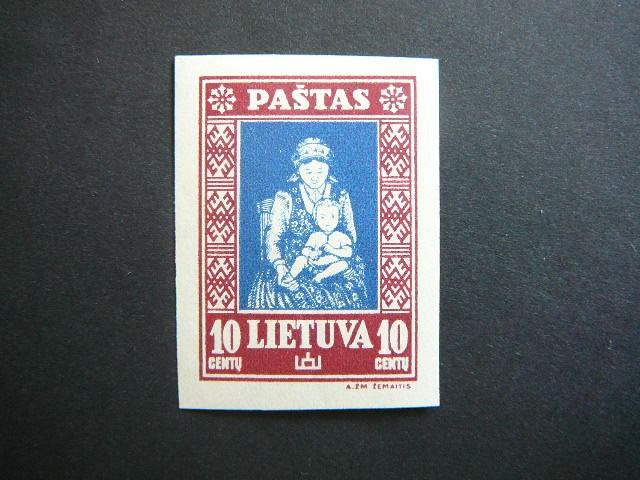 PAŠTAS
10 LIETUVA 10
CENTŲ CENTŲ
A.ŽM ŽEMAITIS